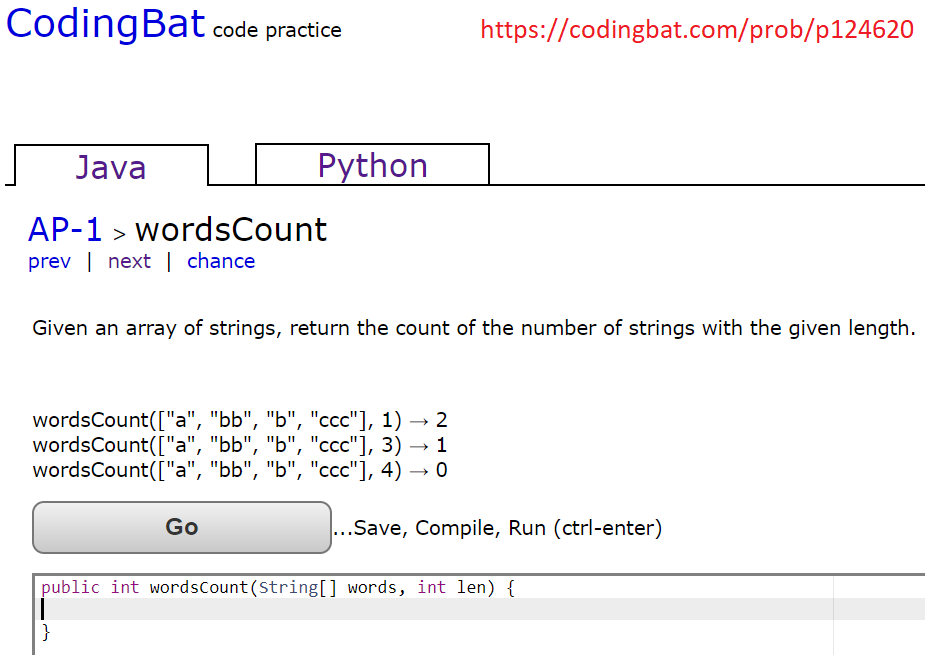 CodingBat code practice
https://codingbat.com/prob/p124620
Java
Python
AP-1 > wordsCount
prev | next | chance
Given an array of strings, return the count of the number of strings with the given length.
wordsCount(["a", "bb", "b", "ccc"], 1) → 2
wordsCount(["a", "bb", "b", "ccc"], 3) → 1
wordsCount(["a", "bb", "b", "ccc"], 4) → 0
Go
...Save, Compile, Run (ctrl-enter)
public int wordsCount(String[] words, int len) {
}